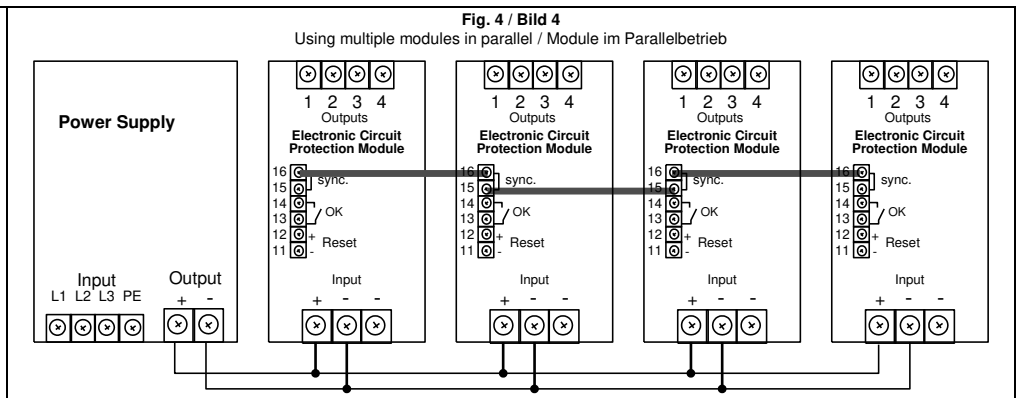 Fig. 4 / Bild 4
Using multiple modules in parallel / Module im Parallelbetrieb
Power Supply
Input
L1 L2 L3 PE
Output
+ -
1 2 3 4
Outputs
Electronic Circuit
Protection Module
16
15
sync.
14
13
OK
12 +
11 -
Reset
Input
+ - -
1 2 3 4
Outputs
Electronic Circuit
Protection Module
16
15
sync.
14
13
OK
12 +
11 -
Reset
Input
+ - -
1 2 3 4
Outputs
Electronic Circuit
Protection Module
16
15
sync.
14
13
OK
12 +
11 -
Reset
Input
+ - -
1 2 3 4
Outputs
Electronic Circuit
Protection Module
16
15
sync.
14
13
OK
12 +
11 -
Reset
Input
+ - -